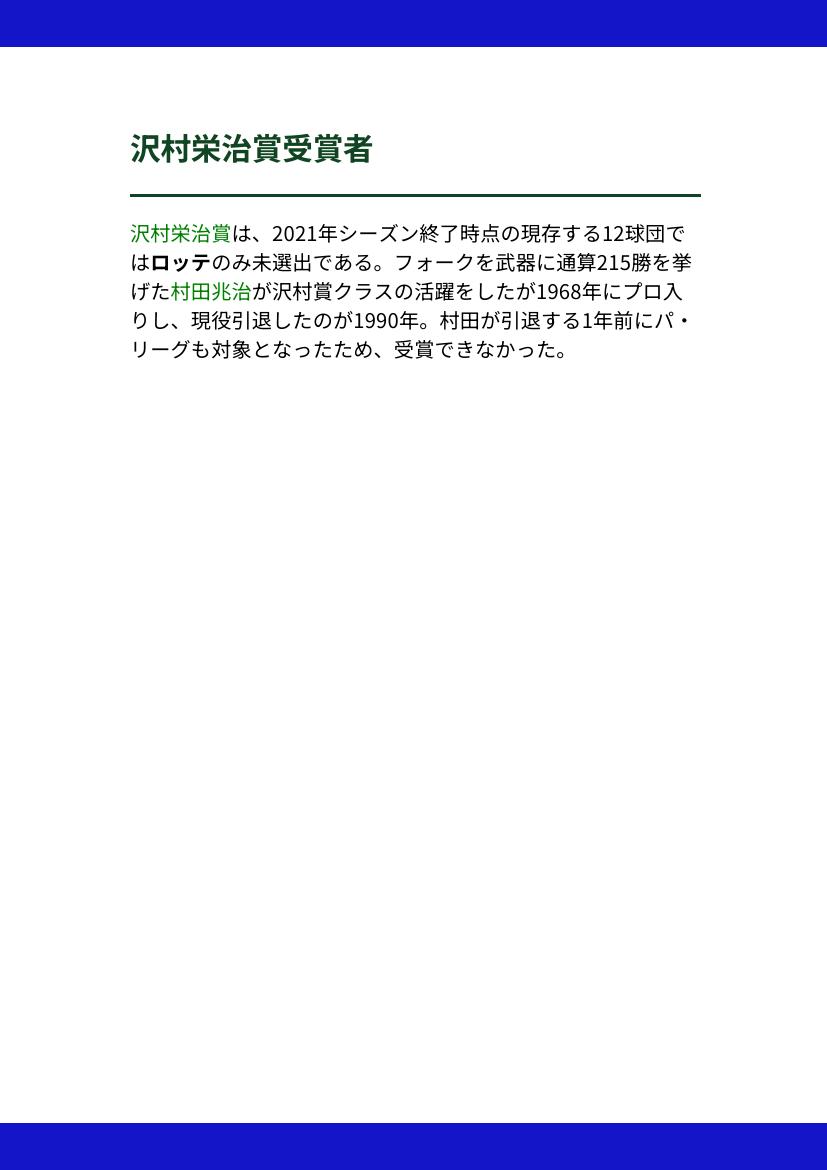 沢村栄治賞受賞者
沢村栄治賞は、2021年シーズン終了時点の現存する12球団で
はロッテのみ未選出である。フォークを武器に通算215勝を挙
げた村田兆治が沢村賞クラスの活躍をしたが1968年にプロ入
りし、現役引退したのが1990年。村田が引退する1年前にパ・
リーグも対象となったため、受賞できなかった。